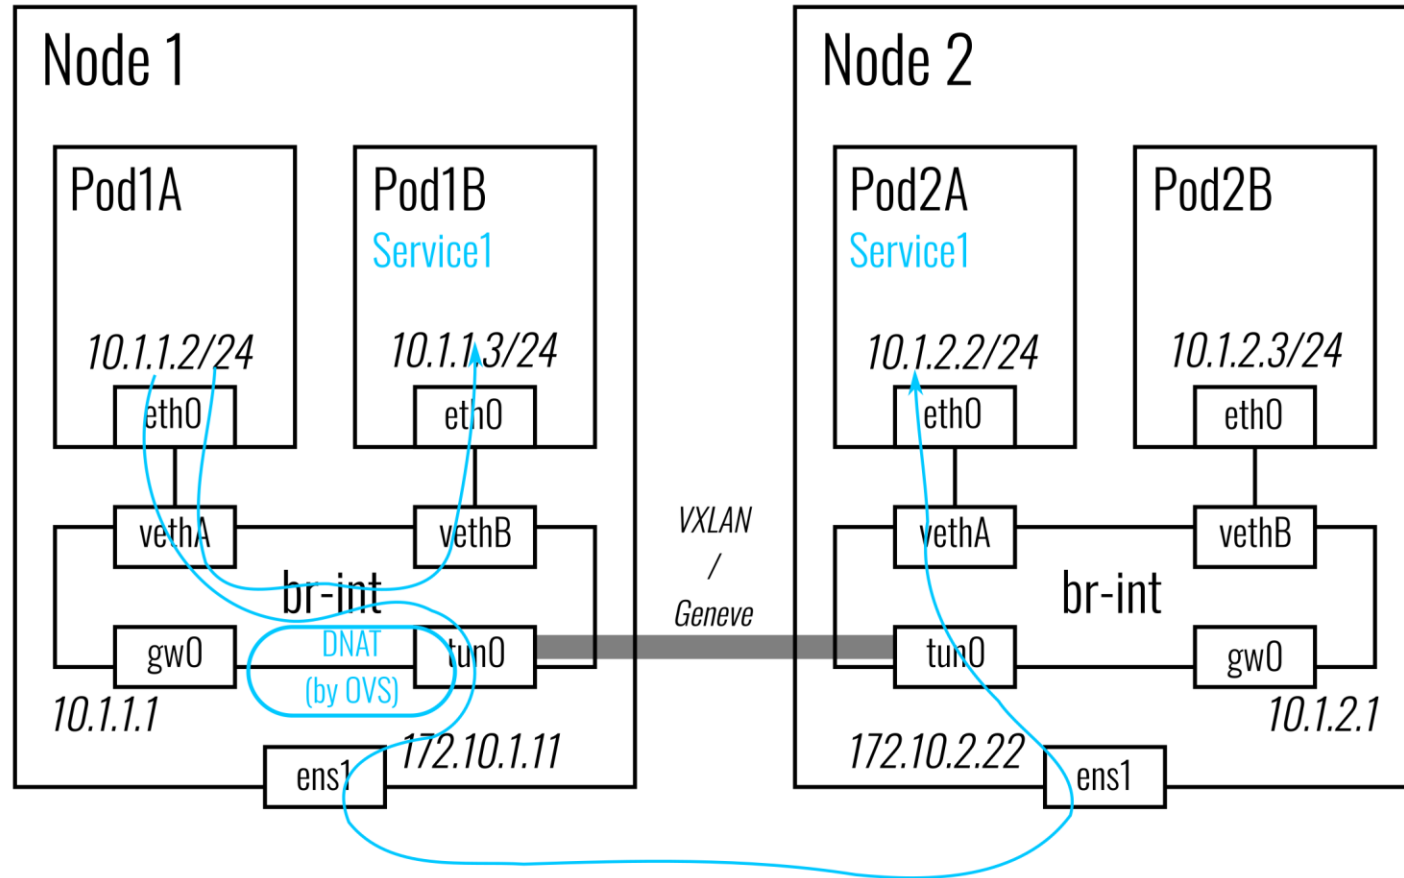 Node 1
Pod1A
Pod1B
Service1
10.1.1.2/24
10.1.1.3/24
eth0
eth0
vethA
vethB
br-int
gw0
DNAT
(by OVS)
tun0
10.1.1.1
172.10.1.11
ens1
VXLAN
/
Geneve
Node 2
Pod2A
Service1
Pod2B
10.1.2.2/24
10.1.2.3/24
eth0
eth0
vethA
vethB
br-int
tun0
gw0
172.10.2.22
10.1.2.1
ens1